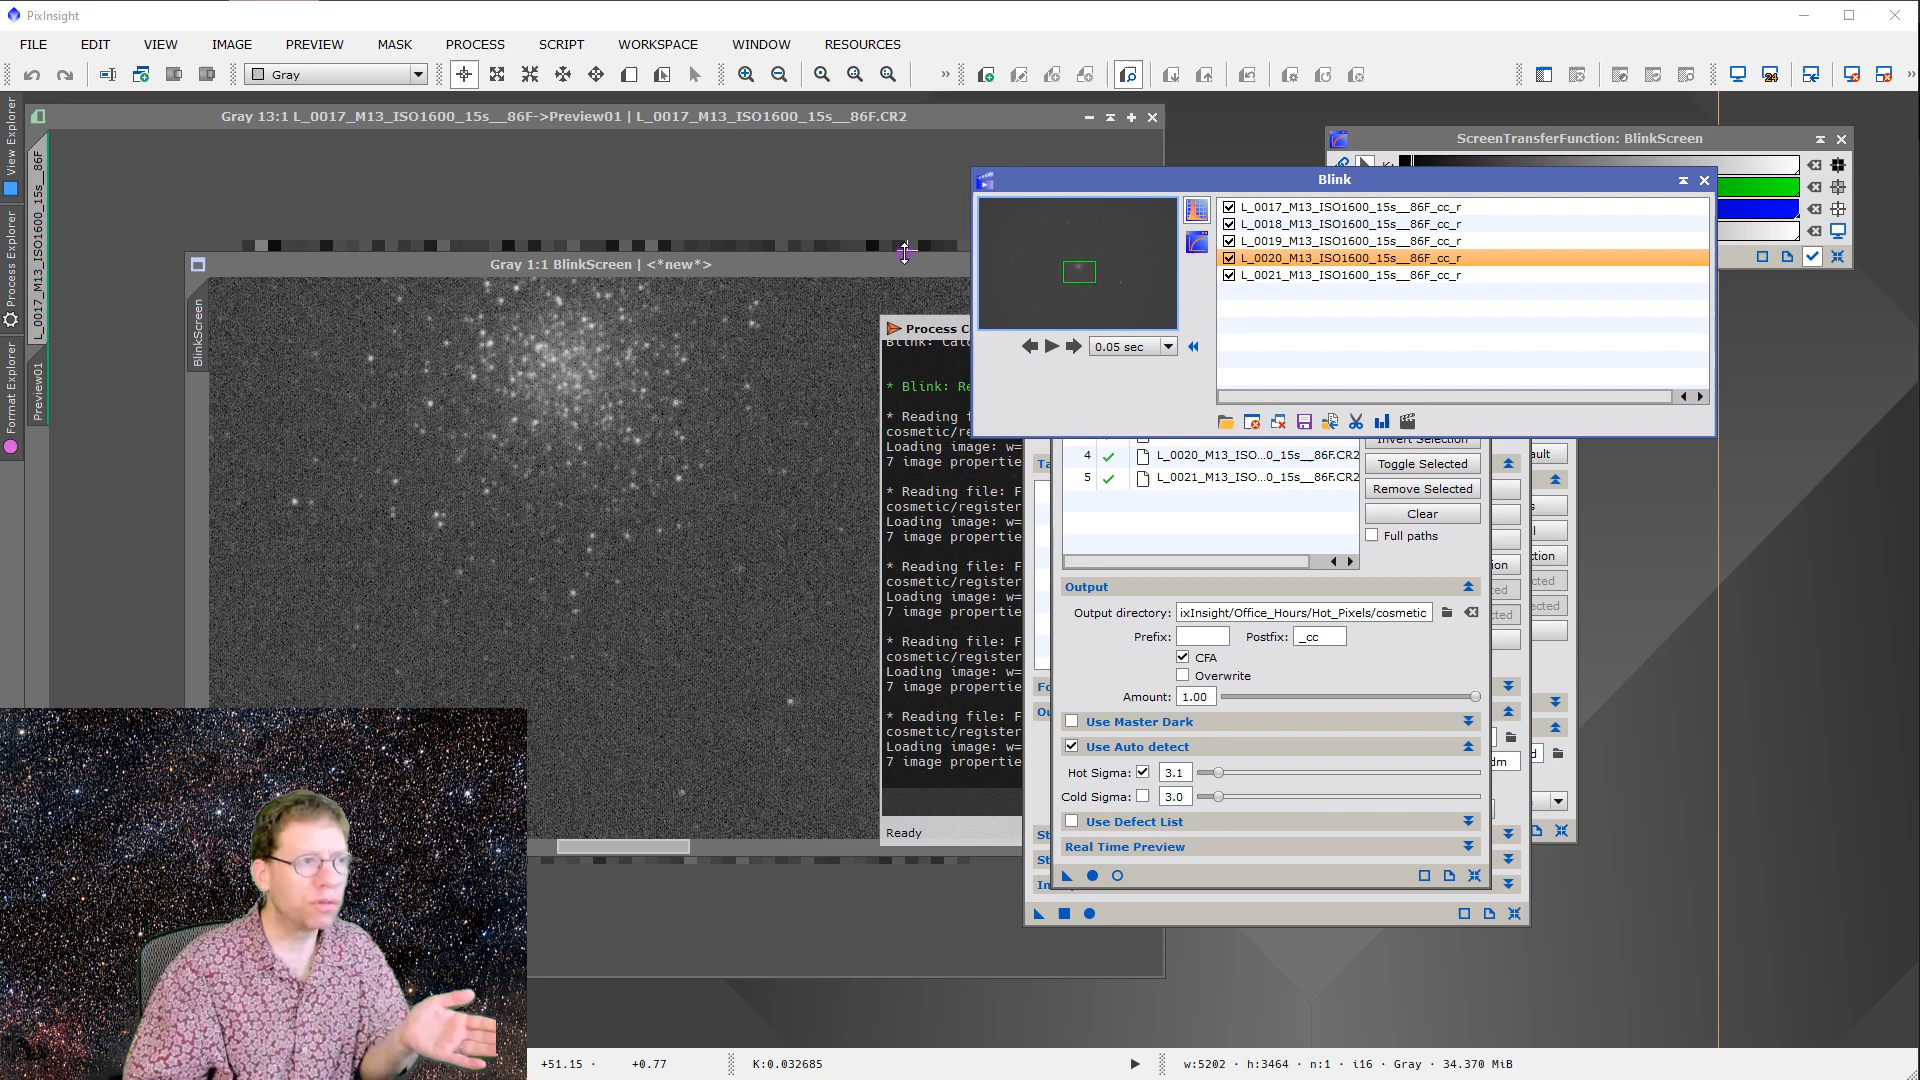 PixInsight
FILE EDIT VIEW IMAGE PREVIEW MASK PROCESS SCRIPT WORKSPACE WINDOW RESOURCES
Gray
24
View Explorer
Process Explorer
Format Explorer
Gray 13:1 L_0017_M13_ISO1600_15s__86F->Preview01 | L_0017_M13_ISO1600_15s__86F.CR2
L_0017_M13_ISO1600_15s__86F
Preview01
ScreenTransferFunction: BlinkScreen
Blink
L_0017_M13_ISO1600_15s__86F_cc_r
L_0018_M13_ISO1600_15s__86F_cc_r
L_0019_M13_ISO1600_15s__86F_cc_r
L_0020_M13_ISO1600_15s__86F_cc_r
L_0021_M13_ISO1600_15s__86F_cc_r
0.05 sec
Gray 1:1 BlinkScreen | <*new*>
BlinkScreen
Process C
* Blink: Re
* Reading file: F
cosmetic/register
Loading image: w=
7 image propertie
* Reading file: F
cosmetic/register
Loading image: w=
7 image propertie
* Reading file: F
cosmetic/register
Loading image: w=
7 image propertie
* Reading file: F
cosmetic/register
Loading image: w=
7 image propertie
* Reading file: F
cosmetic/register
Loading image: w=
7 image propertie
Ready
Invert Selection
4 L_0020_M13_ISO...0_15s__86F.CR2
Toggle Selected
5 L_0021_M13_ISO...0_15s__86F.CR2
Remove Selected
Clear
Full paths
Output
Output directory: ixInsight/Office_Hours/Hot_Pixels/cosmetic
Prefix: Postfix: _cc
CFA
Overwrite
Amount: 1.00
Use Master Dark
Use Auto detect
Hot Sigma: 3.1
Cold Sigma: 3.0
Use Defect List
Real Time Preview
+51.15 · +0.77 K:0.032685 w:5202 · h:3464 · n:1 · i16 · Gray · 34.370 MiB